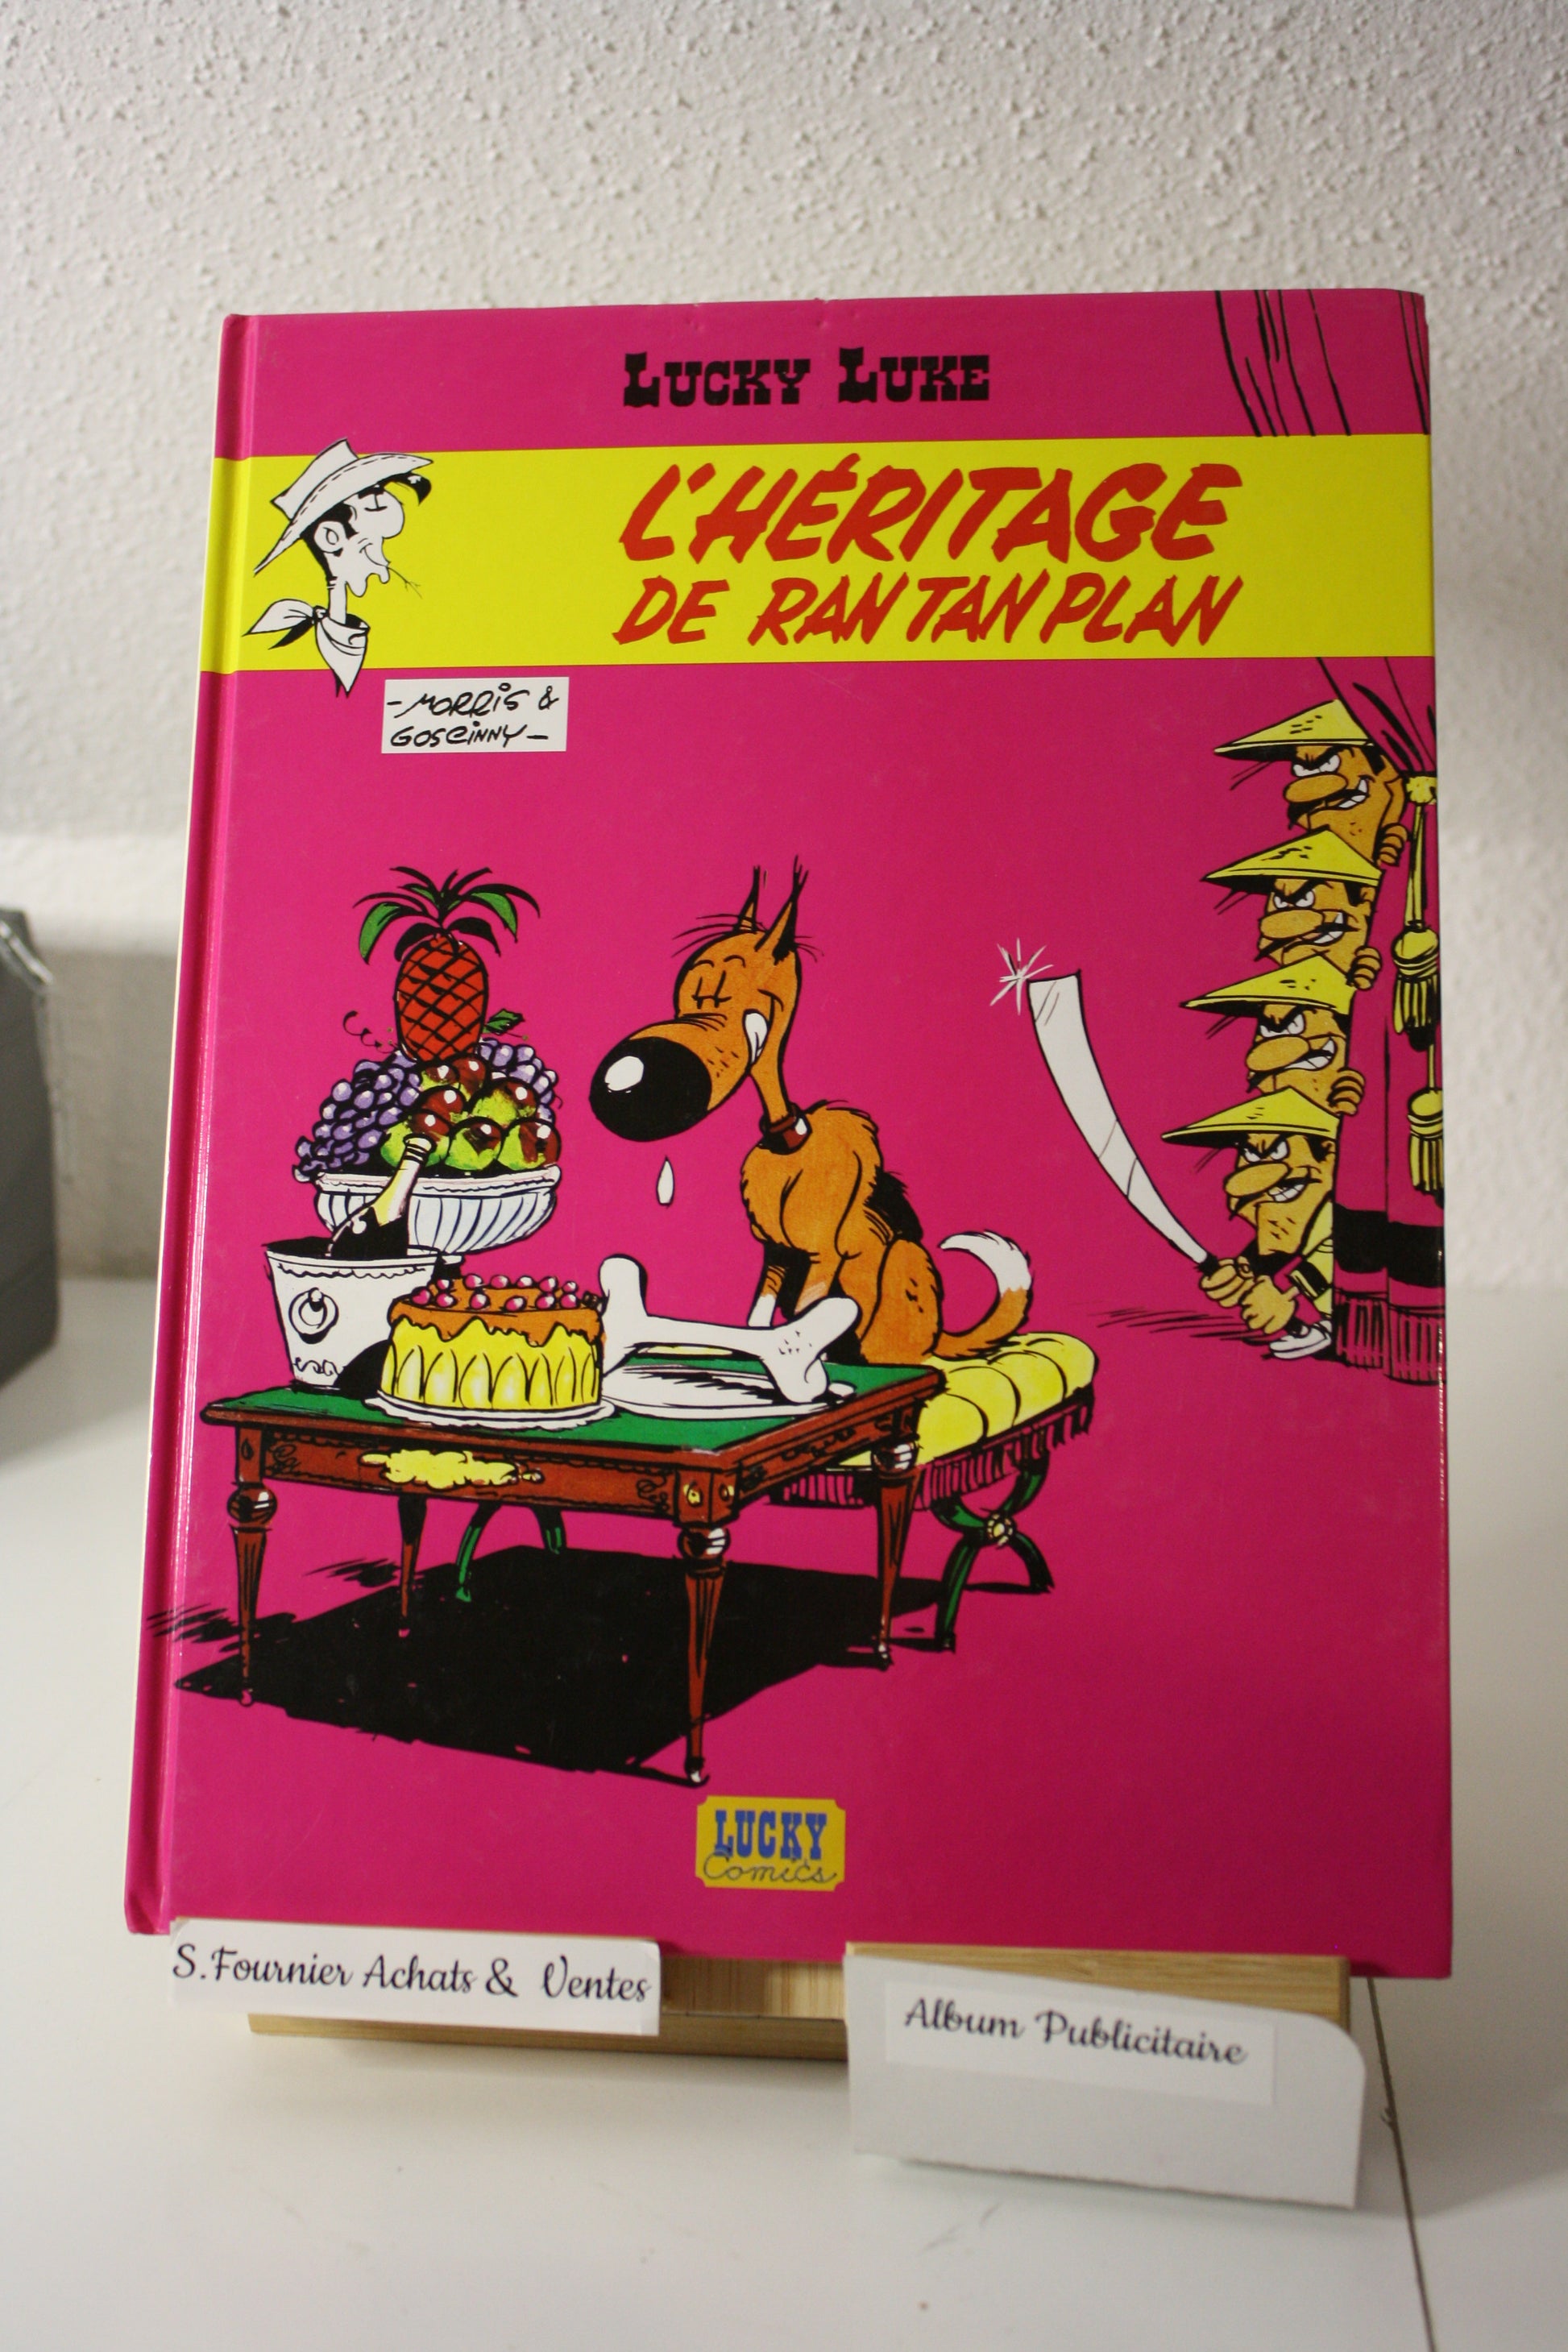 LUCKY LUKE
L'HÉRITAGE
DE RAN TAN PLAN
-MORRIS &
GOSCINNY-
LUCKY
Comics
S.Fournier Achats & Ventes
Album Publicitaire